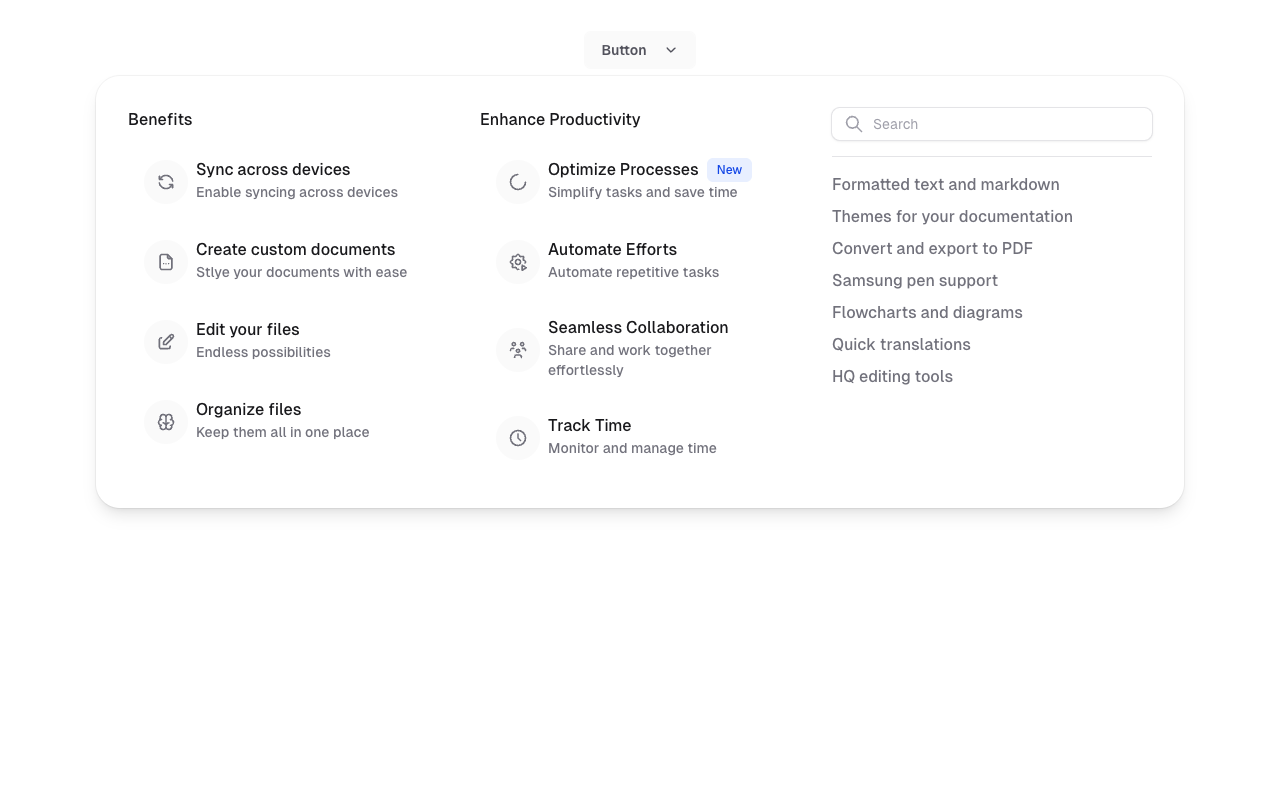 Button
Benefits
Sync across devices
Enable syncing across devices
Create custom documents
Stlye your documents with ease
Edit your files
Endless possibilities
Organize files
Keep them all in one place
Enhance Productivity
Optimize Processes New
Simplify tasks and save time
Automate Efforts
Automate repetitive tasks
Seamless Collaboration
Share and work together
effortlessly
Track Time
Monitor and manage time
Search
Formatted text and markdown
Themes for your documentation
Convert and export to PDF
Samsung pen support
Flowcharts and diagrams
Quick translations
HQ editing tools